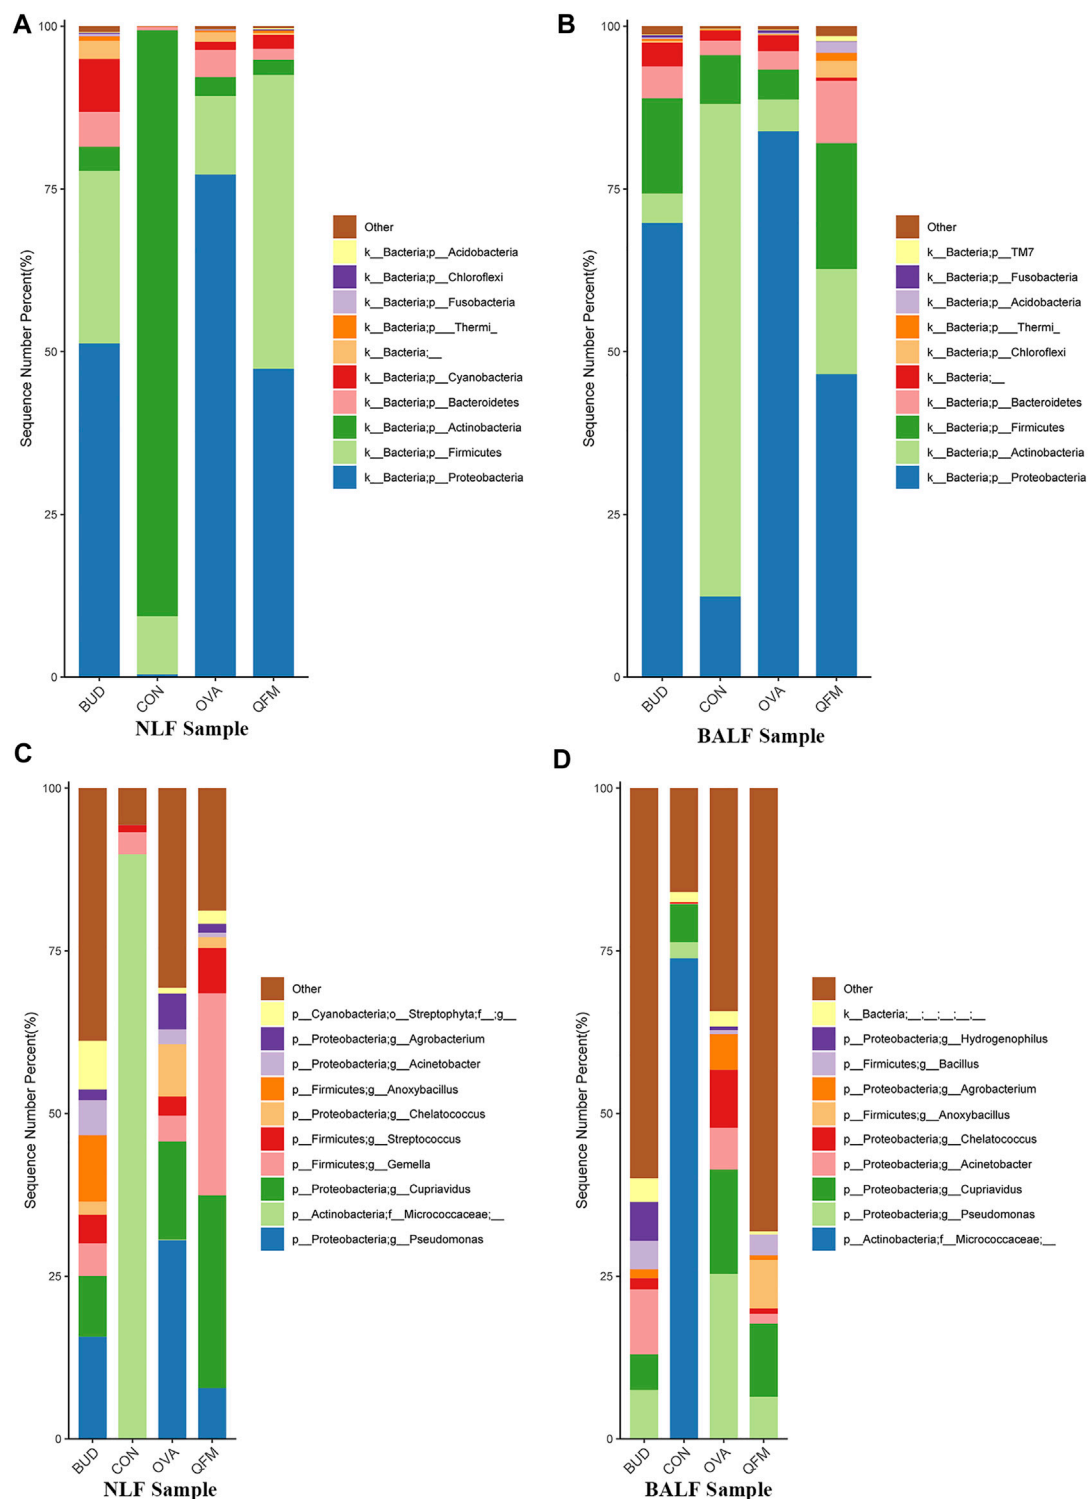 A
100
75
50
25
0
Sequence Number Percent(%)
BUD
CON
OVA
QFM
NLF Sample
Other
k__Bacteria;p__Acidobacteria
k__Bacteria;p__Chloroflexi
k__Bacteria;p__Fusobacteria
k__Bacteria;p___Thermi_
k__Bacteria;__
k__Bacteria;p__Cyanobacteria
k__Bacteria;p__Bacteroidetes
k__Bacteria;p__Actinobacteria
k__Bacteria;p__Firmicutes
k__Bacteria;p__Proteobacteria
B
100
75
50
25
0
Sequence Number Percent(%)
BUD
CON
OVA
QFM
BALF Sample
Other
k__Bacteria;p__TM7
k__Bacteria;p__Fusobacteria
k__Bacteria;p__Acidobacteria
k__Bacteria;p___Thermi_
k__Bacteria;p__Chloroflexi
k__Bacteria;__
k__Bacteria;p__Bacteroidetes
k__Bacteria;p__Firmicutes
k__Bacteria;p__Actinobacteria
k__Bacteria;p__Proteobacteria
C
100
75
50
25
0
Sequence Number Percent(%)
BUD
CON
OVA
QFM
NLF Sample
Other
p__Cyanobacteria;o__Streptophyta;f__;g__
p__Proteobacteria;g__Agrobacterium
p__Proteobacteria;g__Acinetobacter
p__Firmicutes;g__Anoxybacillus
p__Proteobacteria;g__Chelatococcus
p__Firmicutes;g__Streptococcus
p__Firmicutes;g__Gemella
p__Proteobacteria;g__Cupriavidus
p__Actinobacteria;f__Micrococcaceae;__
p__Proteobacteria;g__Pseudomonas
D
100
75
50
25
0
Sequence Number Percent(%)
BUD
CON
OVA
QFM
BALF Sample
Other
k__Bacteria;__;__;__;__;__
p__Proteobacteria;g__Hydrogenophilus
p__Firmicutes;g__Bacillus
p__Proteobacteria;g__Agrobacterium
p__Firmicutes;g__Anoxybacillus
p__Proteobacteria;g__Chelatococcus
p__Proteobacteria;g__Acinetobacter
p__Proteobacteria;g__Cupriavidus
p__Proteobacteria;g__Pseudomonas
p__Actinobacteria;f__Micrococcaceae;__